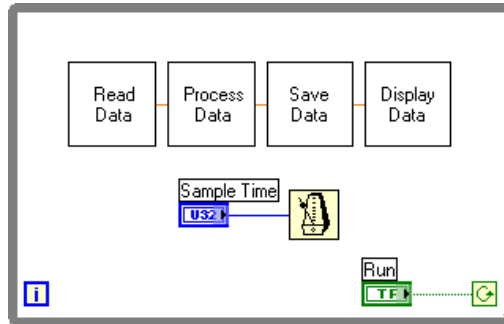 Read
Data
Process
Data
Save
Data
Display
Data
Sample Time
U32
Run
TF
i